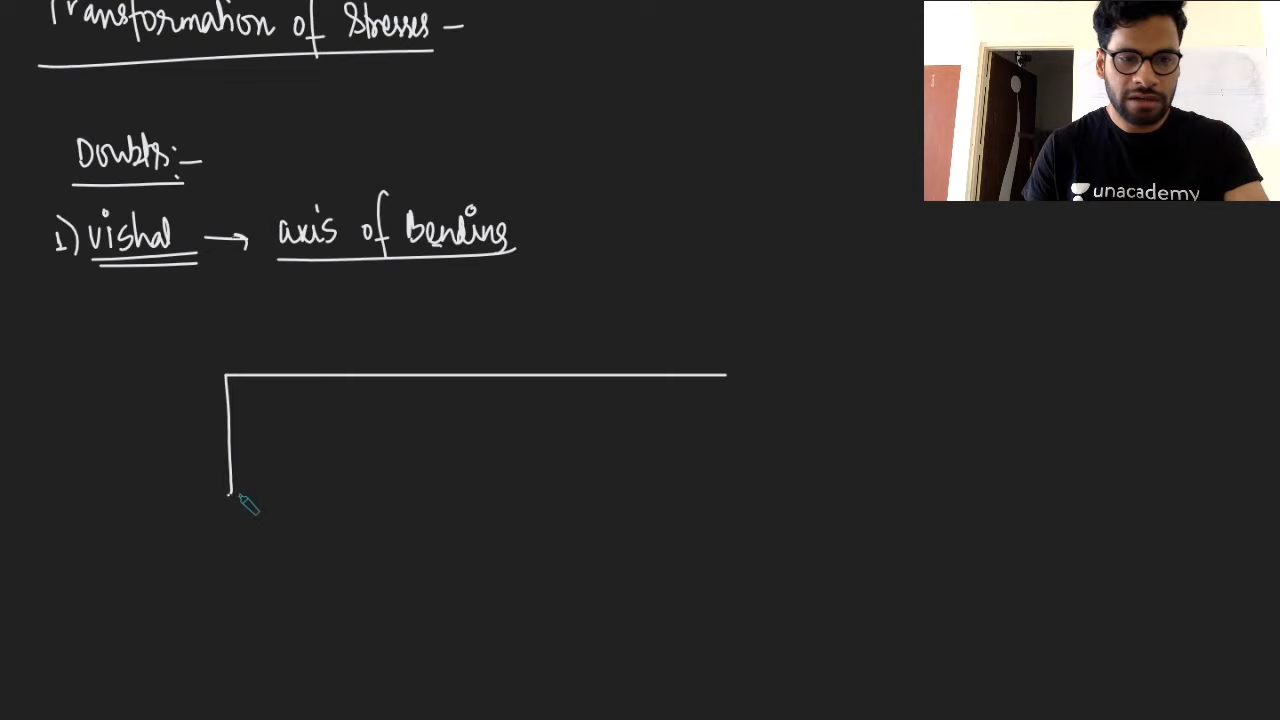 Transformation of Stresses -
unacademy
Doubts:-
1) Vishal → axis of Bending